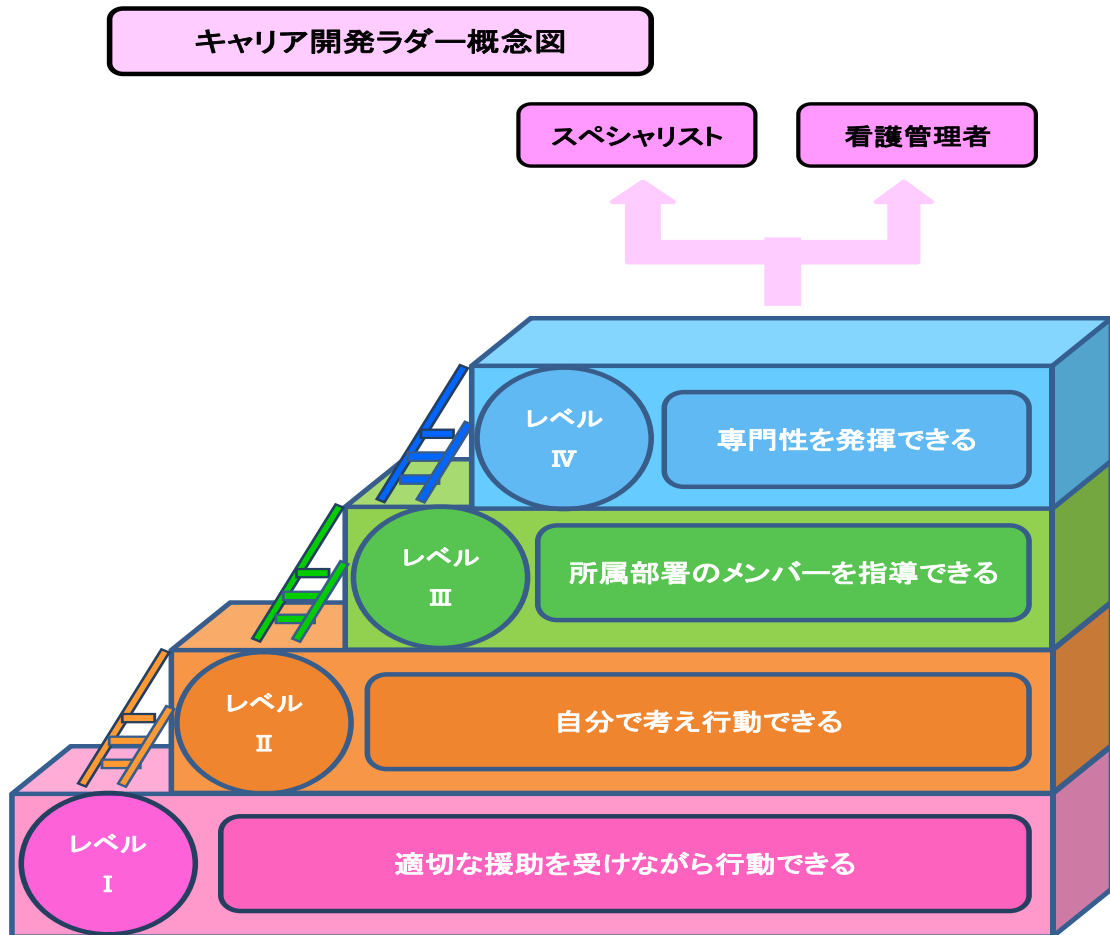 キャリア開発ラダー概念図
スペシャリスト
看護管理者
レベル
Ⅳ
専門性を発揮できる
レベル
Ⅲ
所属部署のメンバーを指導できる
レベル
Ⅱ
自分で考え行動できる
レベル
Ⅰ
適切な援助を受けながら行動できる